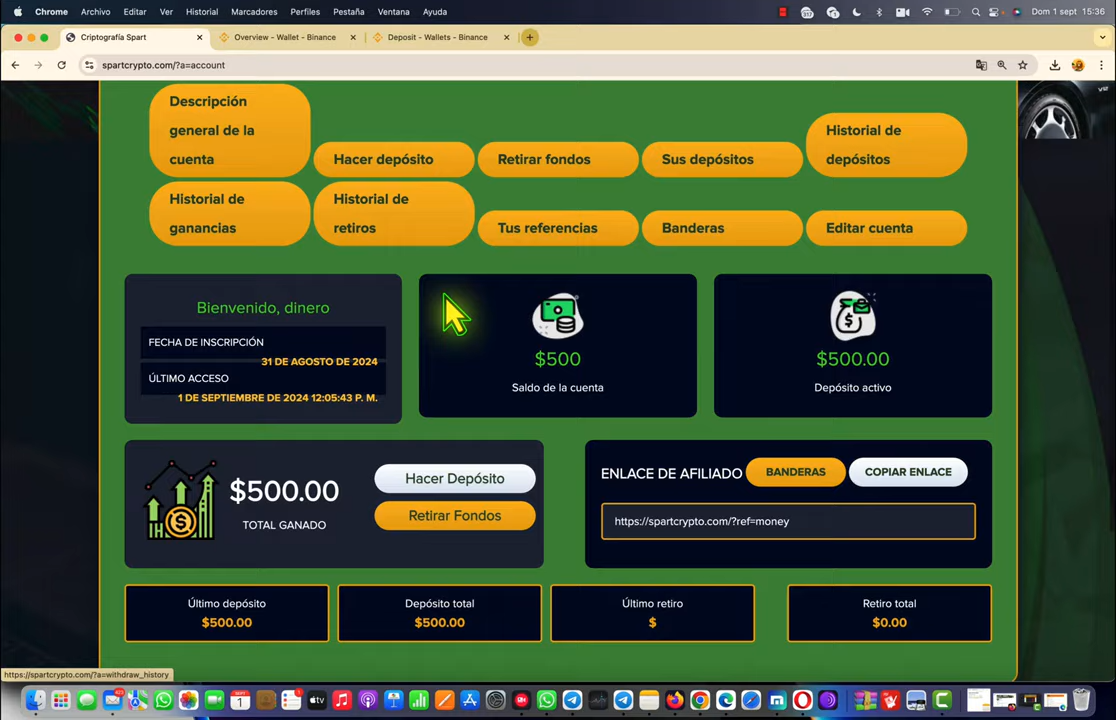 Chrome Archivo Editar Ver Historial Marcadores Perfiles Pestaña Ventana Ayuda Dom 1 sept 15:36
Criptografía Spart Overview - Wallet - Binance Deposit - Wallets - Binance
spartcrypto.com/?a=account
Descripción
general de la
cuenta
Hacer depósito
Retirar fondos
Sus depósitos
Historial de
depósitos
Historial de
ganancias
Historial de
retiros
Tus referencias
Banderas
Editar cuenta
Bienvenido, dinero
FECHA DE INSCRIPCIÓN
31 DE AGOSTO DE 2024
ÚLTIMO ACCESO
1 DE SEPTIEMBRE DE 2024 12:05:43 P. M.
$500
Saldo de la cuenta
$500.00
Depósito activo
$500.00
TOTAL GANADO
Hacer Depósito
Retirar Fondos
ENLACE DE AFILIADO
BANDERAS
COPIAR ENLACE
https://spartcrypto.com/?ref=money
Último depósito
$500.00
Depósito total
$500.00
Último retiro
$
Retiro total
$0.00
https://spartcrypto.com/?a=withdraw_history